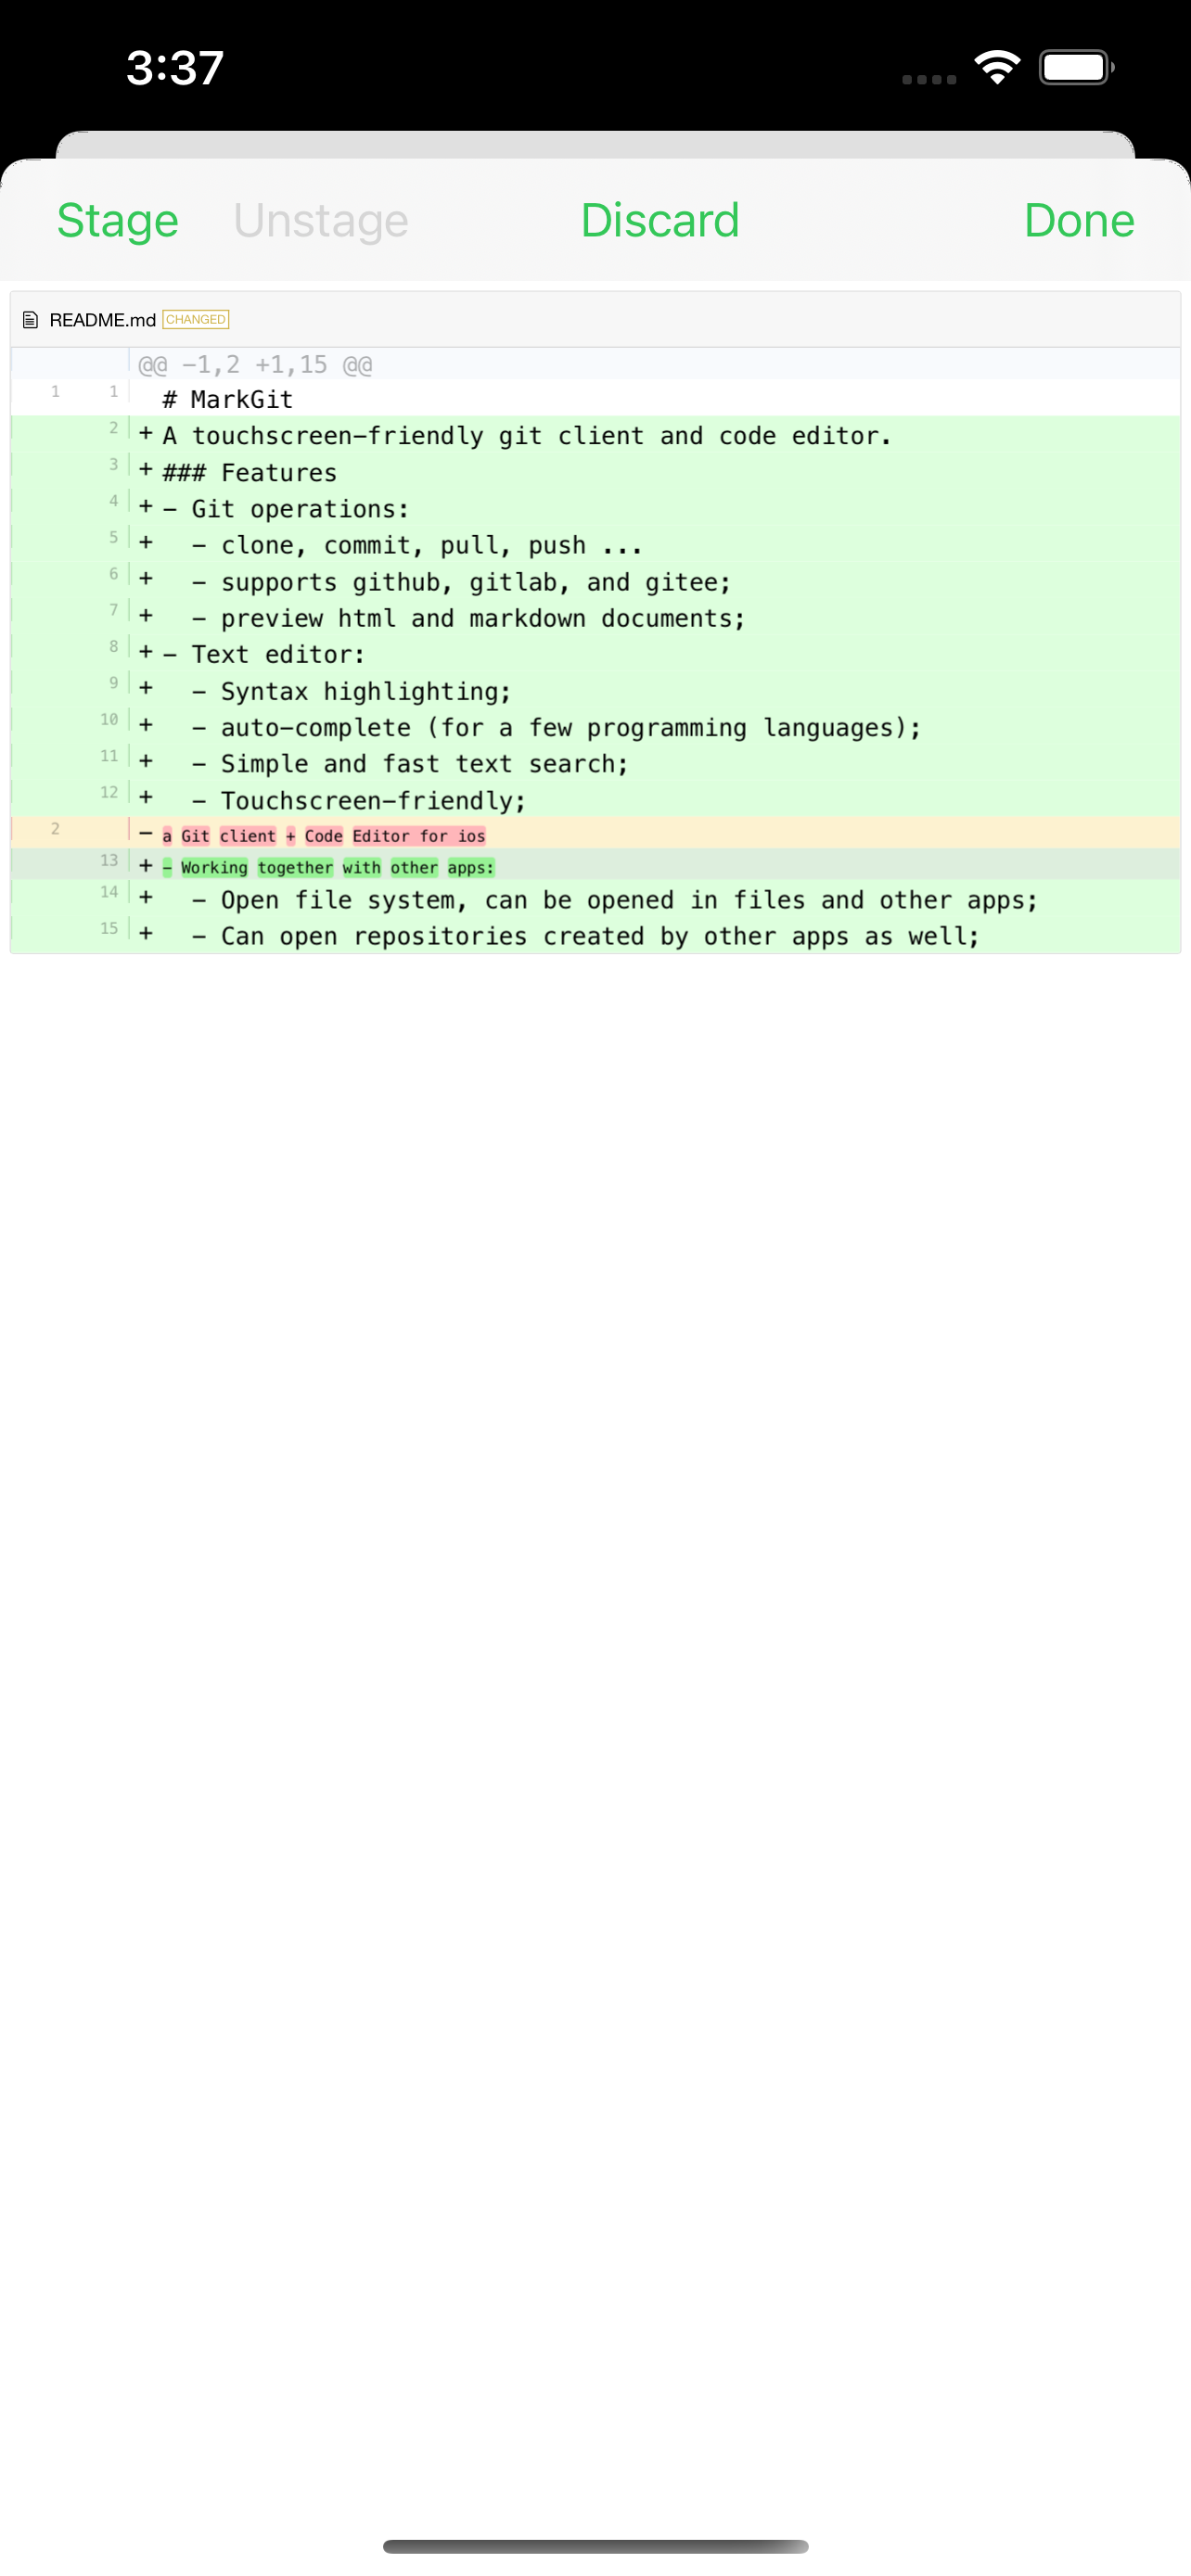 3:37
Stage Unstage Discard Done
README.md CHANGED
@@ -1,2 +1,15 @@
1 1 # MarkGit
2 + A touchscreen-friendly git client and code editor.
3 + ### Features
4 + - Git operations:
5 +   - clone, commit, pull, push ...
6 +   - supports github, gitlab, and gitee;
7 +   - preview html and markdown documents;
8 + - Text editor:
9 +   - Syntax highlighting;
10 +   - auto-complete (for a few programming languages);
11 +   - Simple and fast text search;
12 +   - Touchscreen-friendly;
2 - a Git client + Code Editor for ios
13 + - Working together with other apps:
14 +   - Open file system, can be opened in files and other apps;
15 +   - Can open repositories created by other apps as well;